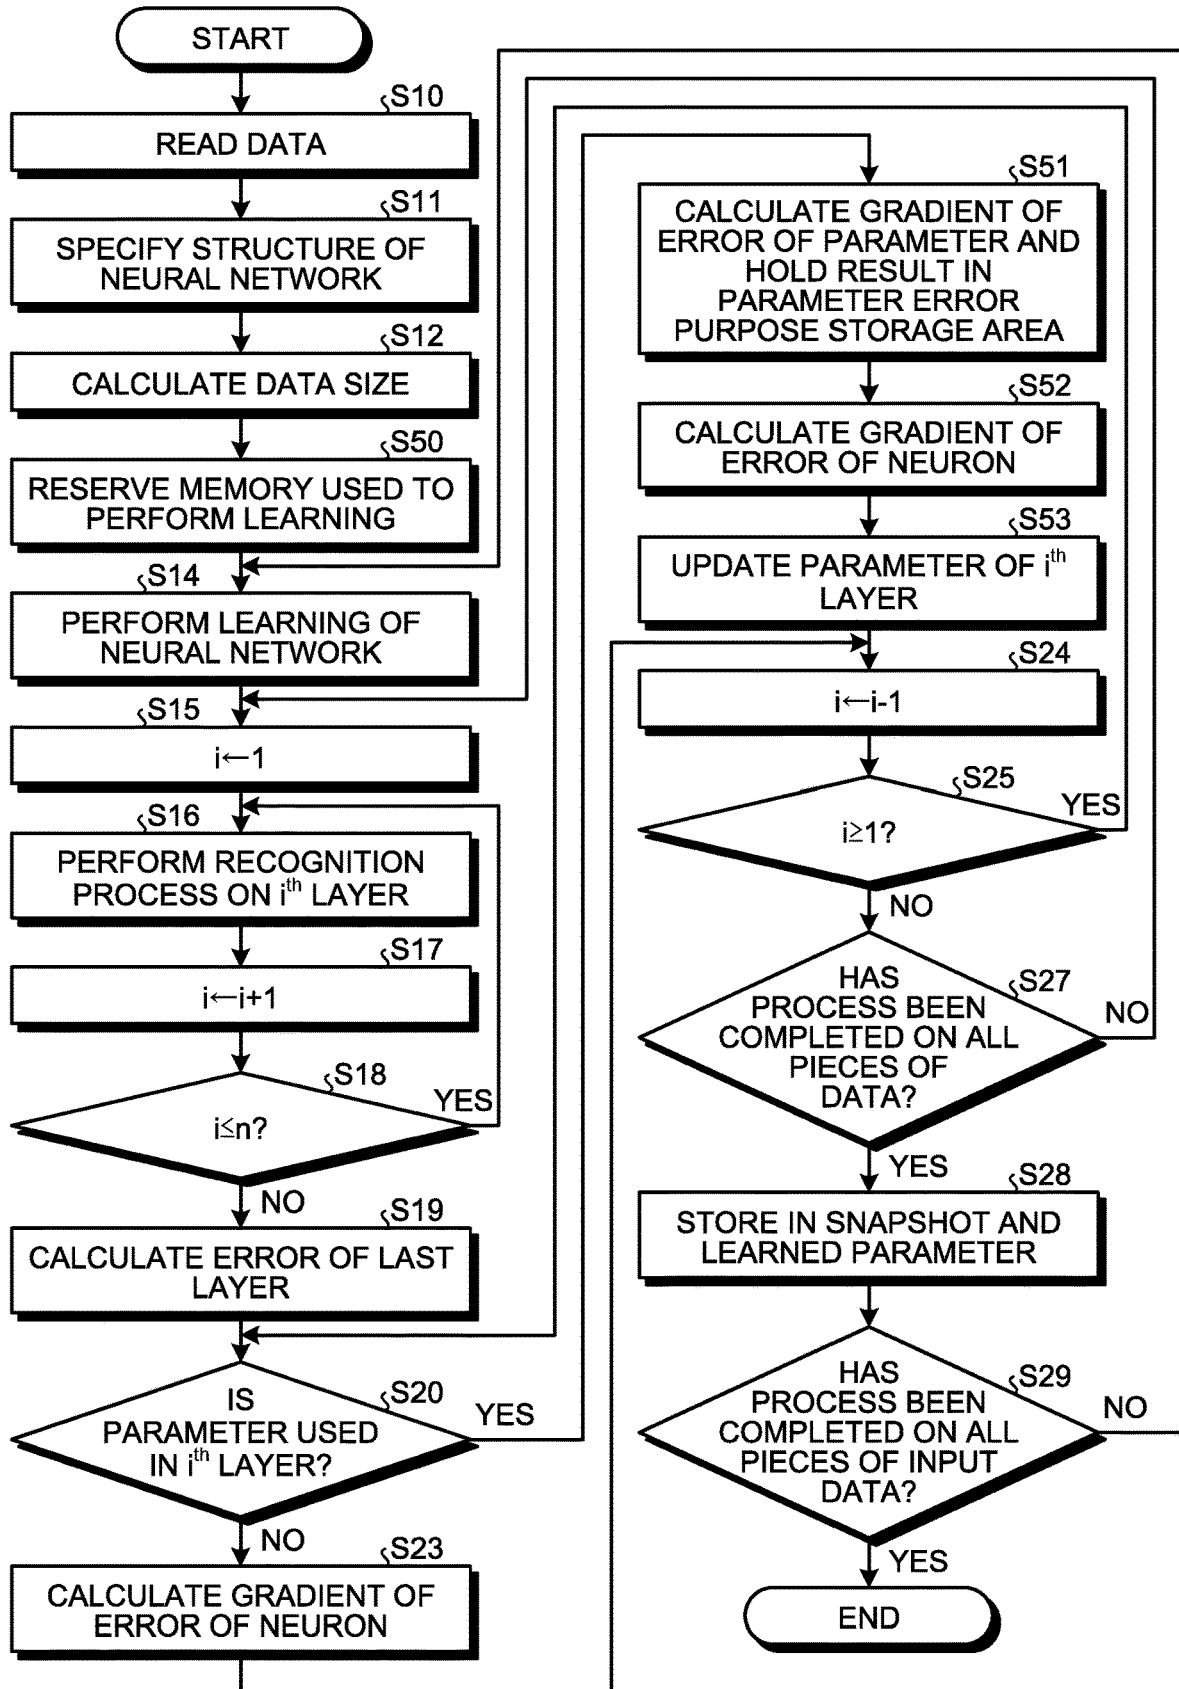 START
S10
READ DATA
S11
SPECIFY STRUCTURE OF
NEURAL NETWORK
S12
CALCULATE DATA SIZE
S50
RESERVE MEMORY USED TO
PERFORM LEARNING
S14
PERFORM LEARNING OF
NEURAL NETWORK
S15
i←1
S16
PERFORM RECOGNITION
PROCESS ON ith LAYER
S17
i←i+1
S18
i≤n?
YES
NO
S19
CALCULATE ERROR OF LAST
LAYER
S20
IS
PARAMETER USED
IN ith LAYER?
YES
NO
S23
CALCULATE GRADIENT OF
ERROR OF NEURON
S51
CALCULATE GRADIENT OF
ERROR OF PARAMETER AND
HOLD RESULT IN
PARAMETER ERROR
PURPOSE STORAGE AREA
S52
CALCULATE GRADIENT OF
ERROR OF NEURON
S53
UPDATE PARAMETER OF ith
LAYER
S24
i←i-1
S25
i≥1?
YES
NO
S27
HAS
PROCESS BEEN
COMPLETED ON ALL
PIECES OF
DATA?
NO
YES
S28
STORE IN SNAPSHOT AND
LEARNED PARAMETER
S29
HAS
PROCESS BEEN
COMPLETED ON ALL
PIECES OF INPUT
DATA?
NO
YES
END